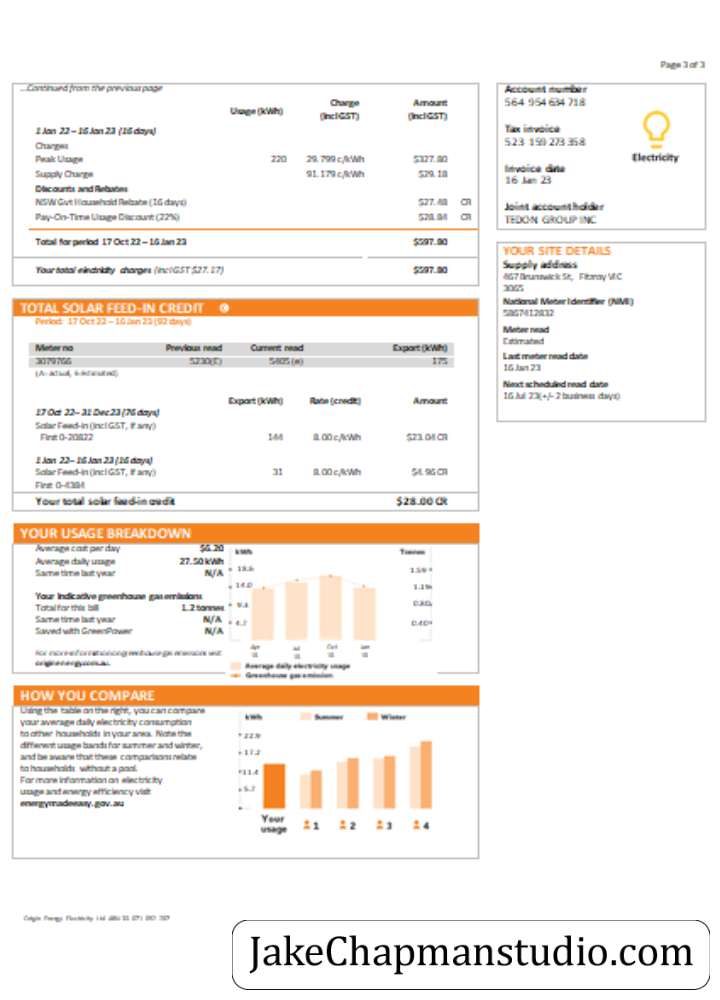 Page 3 of 3
...Continued from the previous page
Usage (kWh) Charge (incl GST) Amount (incl GST)
1 Jan 22 – 16 Jan 23 (16 days)
Charges
Peak Usage 220 29.799 c/kWh $327.80
Supply Charge 91.179 c/kWh $29.18
Discounts and Rebates
NSW Gvt Household Rebate (16 days) $27.48 CR
Pay-On-Time Usage Discount (22%) $28.84 CR
Total for period 17 Oct 22 – 16 Jan 23 $597.80
Your total electricity charges (incl GST $27.17) $597.80
Account number
564 954 634 718
Tax invoice
523 159 273 358
Invoice date
16 Jan 23
Joint account holder
TEDON GROUP INC
Electricity
YOUR SITE DETAILS
Supply address
467 Brunswick St, Fitzroy VIC
3065
National Meter Identifier (NMI)
5867412832
Meter read
Estimated
Last meter read date
16 Jan 23
Next scheduled read date
16 Jul 23(+/- 2 business days)
TOTAL SOLAR FEED-IN CREDIT
Period: 17 Oct 22 – 16 Jan 23 (92 days)
Meter no Previous read Current read Export (kWh)
3079766 5230(E) 5405 (e) 175
Export (kWh) Rate (credit) Amount
17 Oct 22– 31 Dec 23 (76 days)
Solar Feed-in (incl GST, if any)
First 0-20822 144 8.00 c/kWh $23.04 CR
1 Jan 22– 16 Jan 23 (16 days)
Solar Feed-in (incl GST, if any) 31 8.00 c/kWh $4.96 CR
First 0-4384
Your total solar feed-in credit $28.00 CR
YOUR USAGE BREAKDOWN
Average cost per day $6.20
Average daily usage 27.50 kWh
Same time last year N/A
Your indicative greenhouse gas emissions
Total for this bill 1.2 tonnes
Same time last year N/A
Saved with GreenPower N/A
For more information on greenhouse gas emissions visit
originenergy.com.au.
kWh Tonnes
18.6 1.59
14.0 1.19
9.4 0.80
4.7 0.40
Apr Jul Oct Jan
Average daily electricity usage
Greenhouse gas emission
HOW YOU COMPARE
Using the table on the right, you can compare
your average daily electricity consumption
to other households in your area. Note the
different usage bands for summer and winter,
and be aware that these comparisons relate
to households without a pool.
For more information on electricity
usage and energy efficiency visit
energymadeeasy.gov.au
kWh Summer Winter
22.9
17.2
11.4
5.7
Your usage 1 2 3 4
JakeChapmanstudio.com